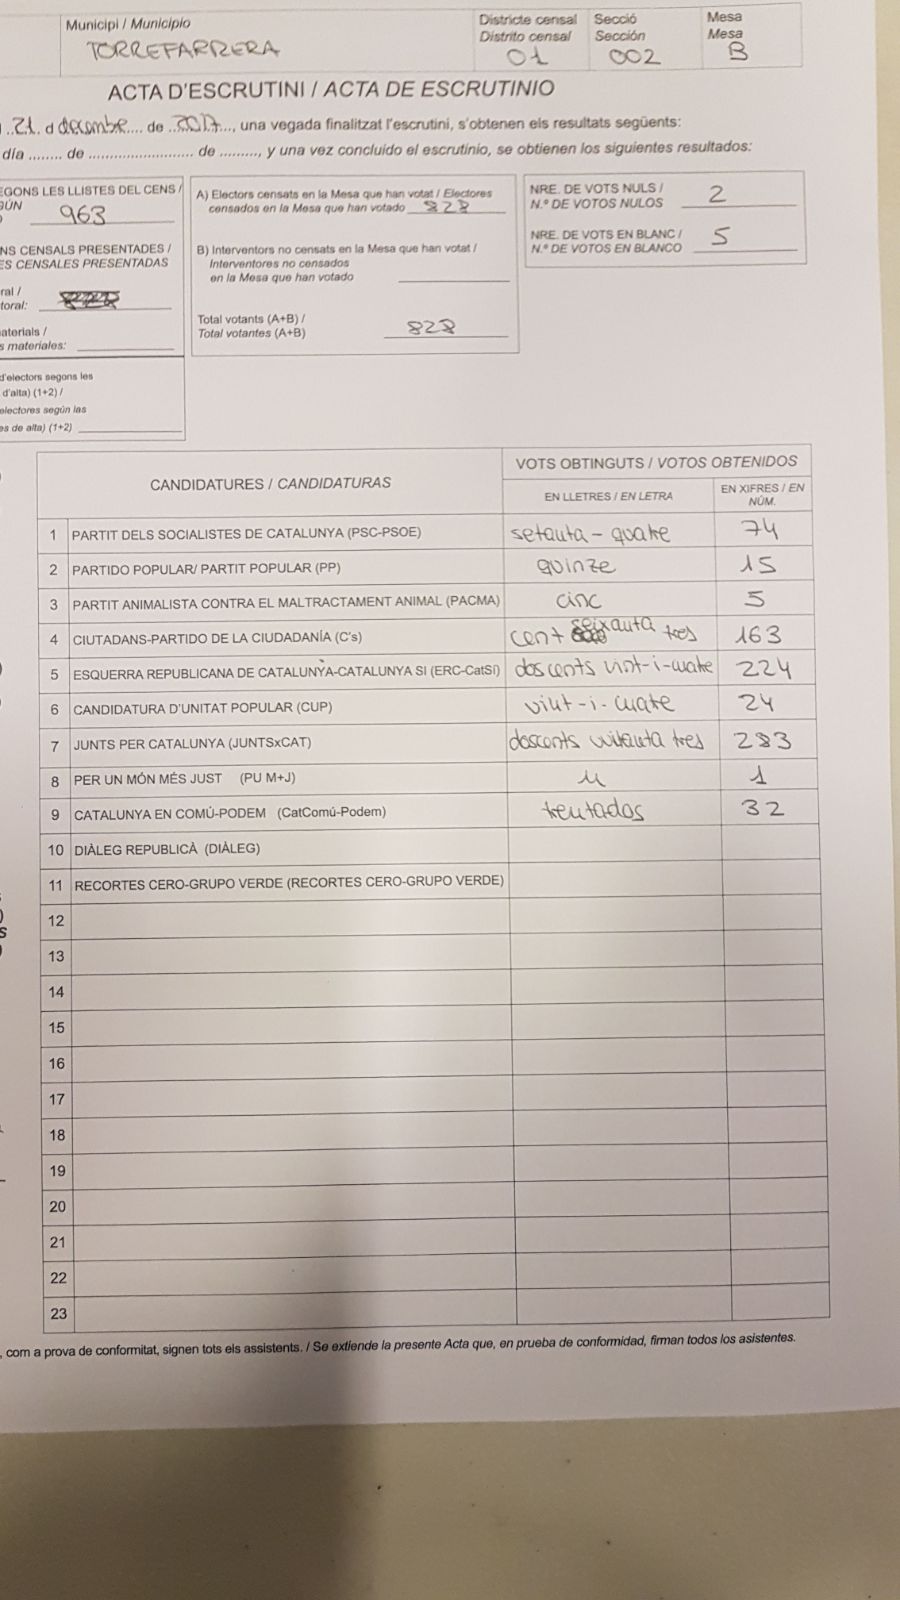 Municipi / Municipio
TORREFARRERA
Districte censal
Distrito censal
01
Secció
Sección
002
Mesa
Mesa
B
ACTA D'ESCRUTINI / ACTA DE ESCRUTINIO
21. d decembre de 2017, una vegada finalitzat l'escrutini, s'obtenen els resultats següents:
día ........ de .......................... de ........., y una vez concluido el escrutinio, se obtienen los siguientes resultados:
EGONS LES LLISTES DEL CENS /
963
NS CENSALS PRESENTADES /
ES CENSALES PRESENTADAS
ral /
toral:
aterials /
s materiales:
d'electors segons les
d'alta) (1+2) /
electores según las
es de alta) (1+2)
A) Electors censats en la Mesa que han votat / Electores
censados en la Mesa que han votado 828
B) Interventors no censats en la Mesa que han votat /
Interventores no censados
en la Mesa que han votado
Total votants (A+B) /
Total votantes (A+B)
828
NRE. DE VOTS NULS /
N.º DE VOTOS NULOS
2
NRE. DE VOTS EN BLANC /
N.º DE VOTOS EN BLANCO
5
CANDIDATURES / CANDIDATURAS
VOTS OBTINGUTS / VOTOS OBTENIDOS
EN LLETRES / EN LETRA
EN XIFRES / EN
NÚM.
1 PARTIT DELS SOCIALISTES DE CATALUNYA (PSC-PSOE) setanta-quatre 74
2 PARTIDO POPULAR/ PARTIT POPULAR (PP) quinze 15
3 PARTIT ANIMALISTA CONTRA EL MALTRACTAMENT ANIMAL (PACMA) cinc 5
4 CIUTADANS-PARTIDO DE LA CIUDADANÍA (C's) cent seixauta tres 163
5 ESQUERRA REPUBLICANA DE CATALUNYA-CATALUNYA SI (ERC-CatSí) doscents vint-i-cuatre 224
6 CANDIDATURA D'UNITAT POPULAR (CUP) vint-i-cuatre 24
7 JUNTS PER CATALUNYA (JUNTSxCAT) doscents vuitanta tres 283
8 PER UN MÓN MÉS JUST (PU M+J) u 1
9 CATALUNYA EN COMÚ-PODEM (CatComú-Podem) trentados 32
10 DIÀLEG REPUBLICÀ (DIÀLEG)
11 RECORTES CERO-GRUPO VERDE (RECORTES CERO-GRUPO VERDE)
12
13
14
15
16
17
18
19
20
21
22
23
, com a prova de conformitat, signen tots els assistents. / Se extiende la presente Acta que, en prueba de conformidad, firman todos los asistentes.